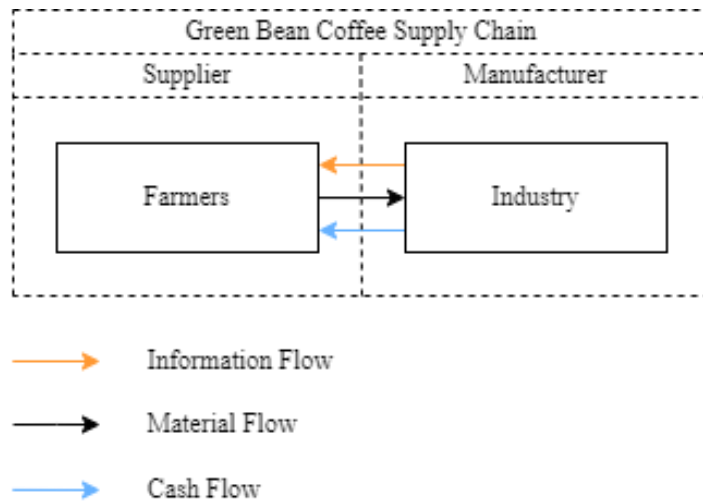 Green Bean Coffee Supply Chain
Supplier
Manufacturer
Farmers
Industry
Information Flow
Material Flow
Cash Flow